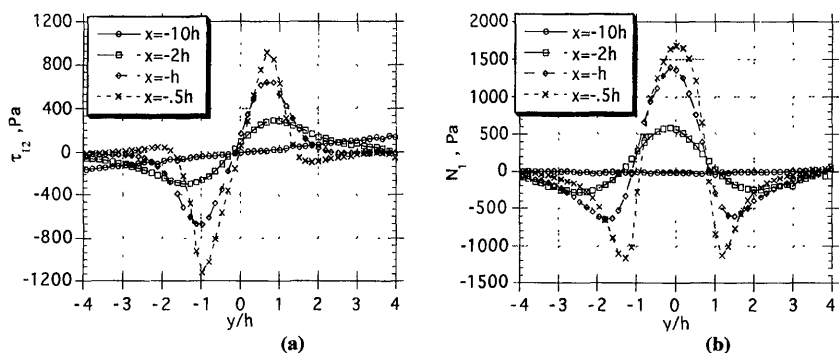 1200
800
400
0
-400
-800
-1200
τ12 ,Pa
x=-10h
x=-2h
x=-h
x=-.5h
-4 -3 -2 -1 0 1 2 3 4
y/h
(a)
2000
1500
1000
500
0
-500
-1000
-1500
N1 , Pa
x=-10h
x=-2h
x=-h
x=-.5h
-4 -3 -2 -1 0 1 2 3 4
y/h
(b)